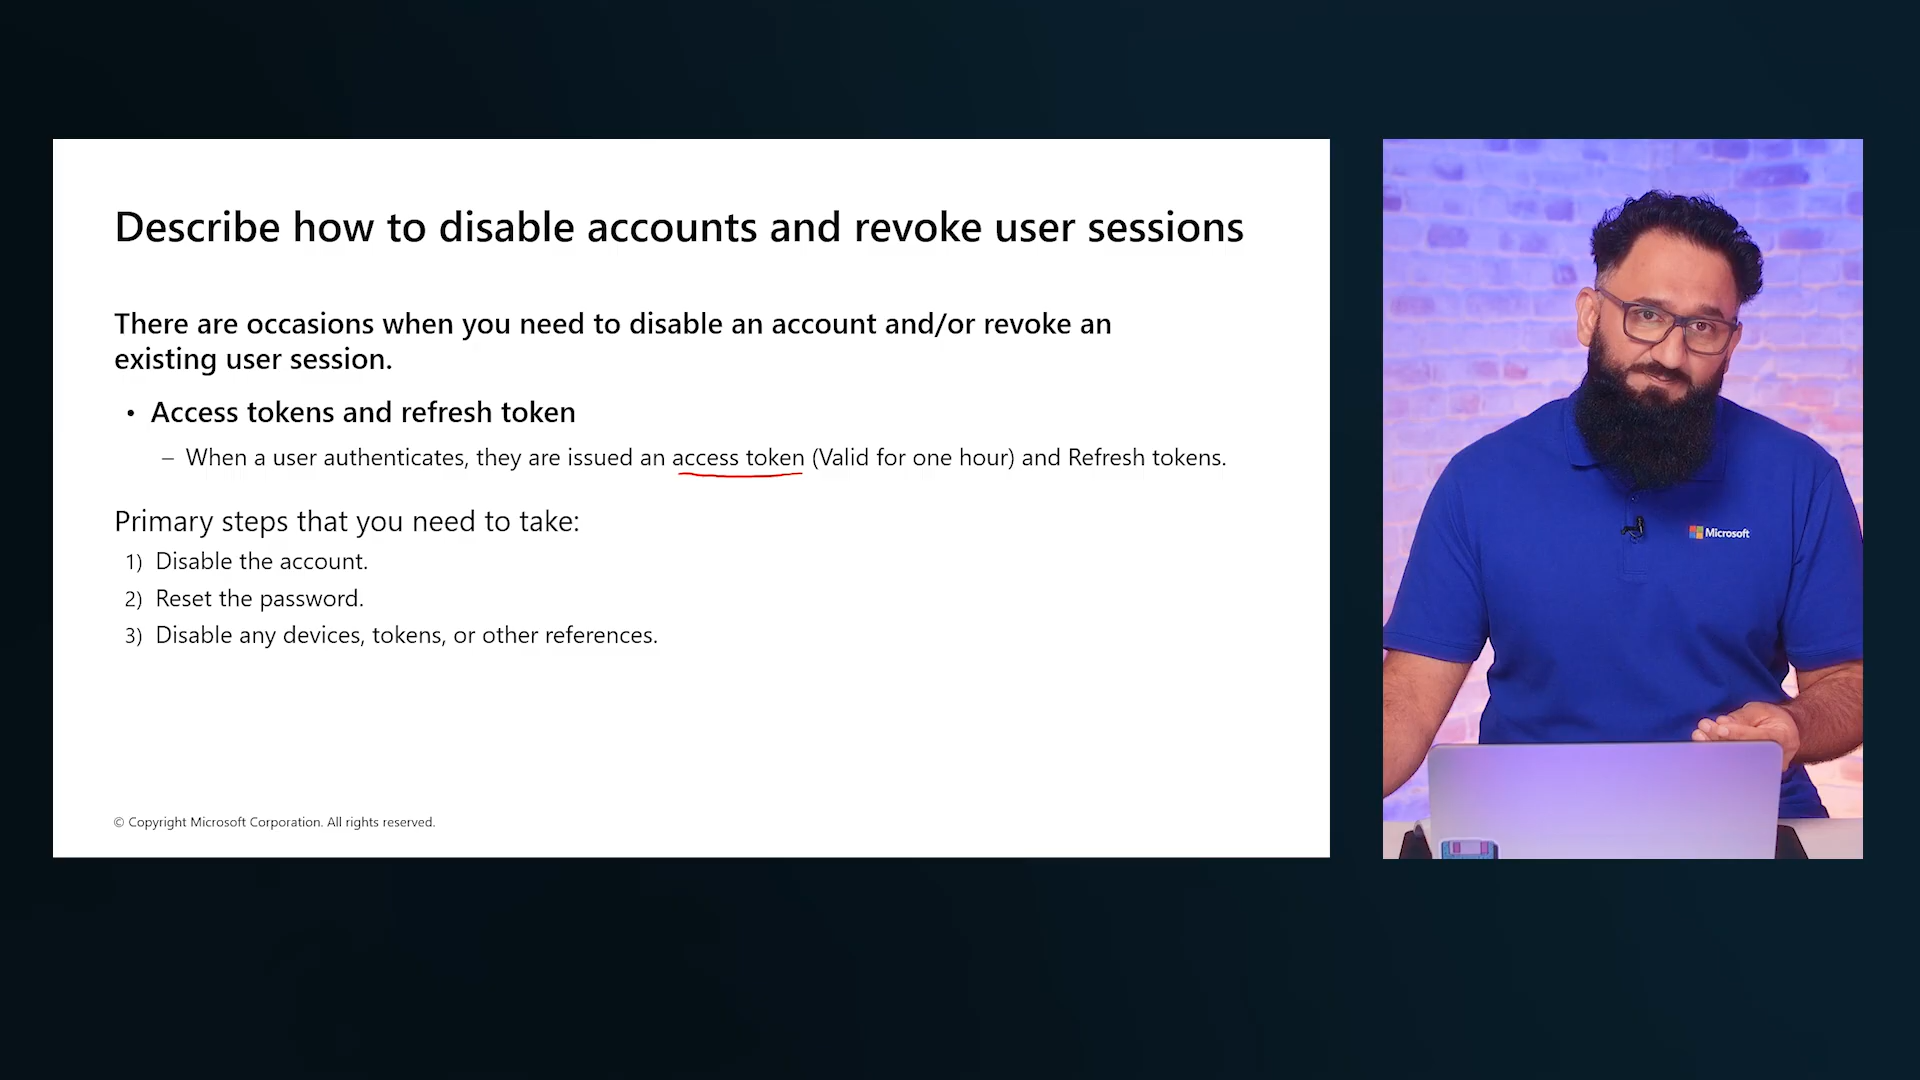 Describe how to disable accounts and revoke user sessions
There are occasions when you need to disable an account and/or revoke an
existing user session.
• Access tokens and refresh token
– When a user authenticates, they are issued an access token (Valid for one hour) and Refresh tokens.
Primary steps that you need to take:
1) Disable the account.
2) Reset the password.
3) Disable any devices, tokens, or other references.
© Copyright Microsoft Corporation. All rights reserved.
Microsoft